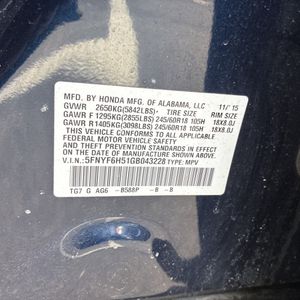 MFD. BY HONDA MFG. OF ALABAMA, LLC 11/15
GVWR 2650KG(5842LBS) TIRE SIZE RIM SIZE
GAWR F 1295KG(2855LBS) 245/60R18 105H 18X8.0J
GAWR R 1405KG(3098LBS) 245/60R18 105H 18X8.0J
THIS VEHICLE CONFORMS TO ALL APPLICABLE
FEDERAL MOTOR VEHICLE SAFETY
AND THEFT PREVENTION STANDARDS IN EFFECT
ON THE DATE OF MANUFACTURE SHOWN ABOVE.
V.I.N.: 5FNYF6H51GB043228 TYPE: MPV
TG7 G AG6 -B588P -B -B